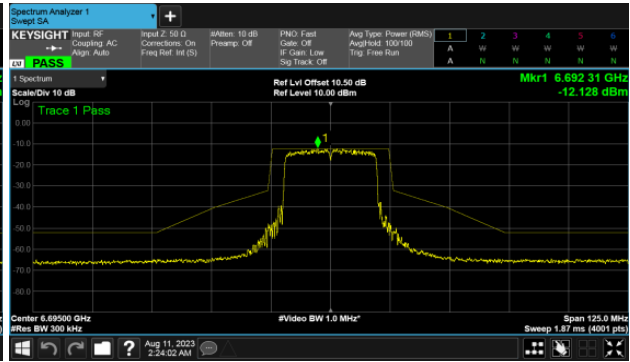 Spectrum Analyzer 1
Swept SA
+
KEYSIGHT Input: RF Input Z: 50 Ω #Atten: 10 dB PNO: Fast Avg Type: Power (RMS) 1 2 3 4 5 6
Coupling: AC Corrections: On Preamp: Off Gate: Off Avg|Hold: 100/100 A W W W W W
Align: Auto Freq Ref: Int (S) IF Gain: Low Trig: Free Run
PASS Sig Track: Off A N N N N N
1 Spectrum Ref Lvl Offset 10.50 dB Mkr1 6.692 31 GHz
Scale/Div 10 dB Ref Level 10.00 dBm -12.128 dBm
Log
Trace 1 Pass
0.00
1
-10.0
-20.0
-30.0
-40.0
-50.0
-60.0
-70.0
-80.0
Center 6.69500 GHz #Video BW 1.0 MHz* Span 125.0 MHz
#Res BW 300 kHz Sweep 1.87 ms (4001 pts)
? Aug 11, 2023
2:24:02 AM